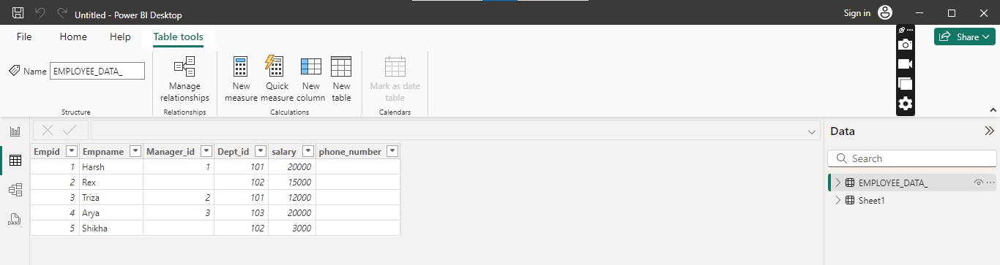 Untitled - Power BI Desktop
Sign in
File Home Help Table tools
Share
Name EMPLOYEE_DATA_
Manage relationships
New measure
Quick measure
New column
New table
Mark as date table
Structure Relationships Calculations Calendars
Data
Search
EMPLOYEE_DATA_
Sheet1
DAX
Empid Empname Manager_id Dept_id salary phone_number
1 Harsh 1 101 20000
2 Rex 102 15000
3 Triza 2 101 12000
4 Arya 3 103 20000
5 Shikha 102 3000